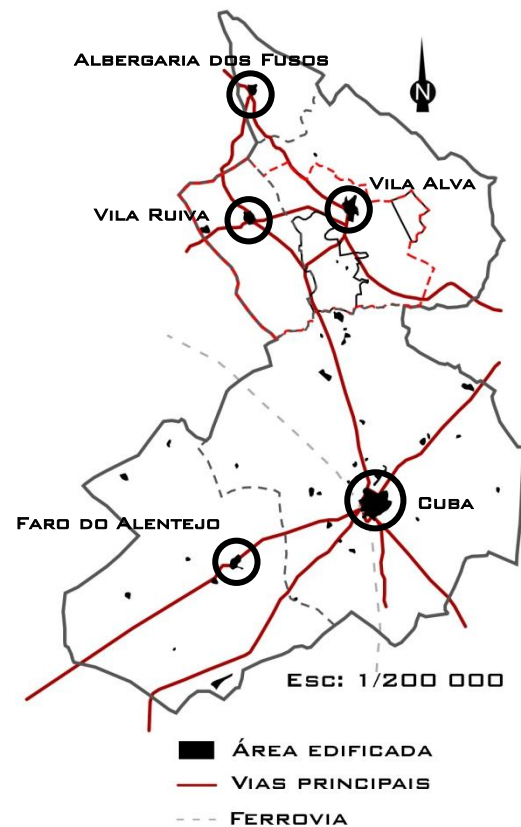 Albergaria dos Fusos
N
Vila Alva
Vila Ruiva
Cuba
Faro do Alentejo
Esc: 1/200 000
Área edificada
Vias principais
Ferrovia